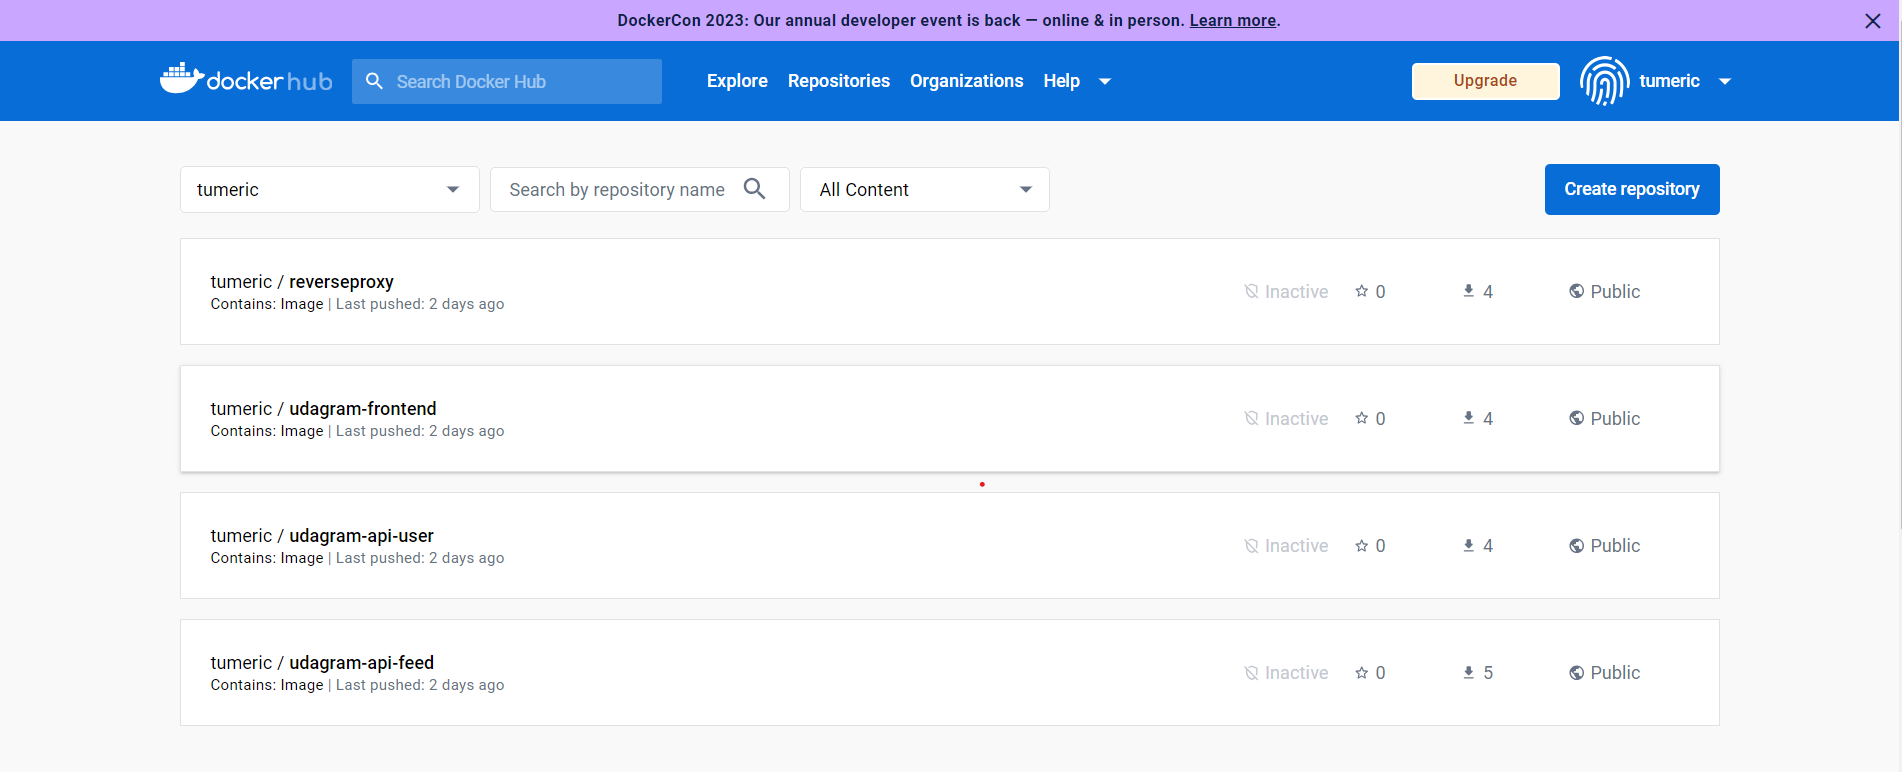 DockerCon 2023: Our annual developer event is back — online & in person. Learn more.
docker hub
Search Docker Hub
Explore Repositories Organizations Help
Upgrade
tumeric
tumeric
Search by repository name
All Content
Create repository
tumeric / reverseproxy
Contains: Image | Last pushed: 2 days ago
Inactive 0 4 Public
tumeric / udagram-frontend
Contains: Image | Last pushed: 2 days ago
Inactive 0 4 Public
tumeric / udagram-api-user
Contains: Image | Last pushed: 2 days ago
Inactive 0 4 Public
tumeric / udagram-api-feed
Contains: Image | Last pushed: 2 days ago
Inactive 0 5 Public